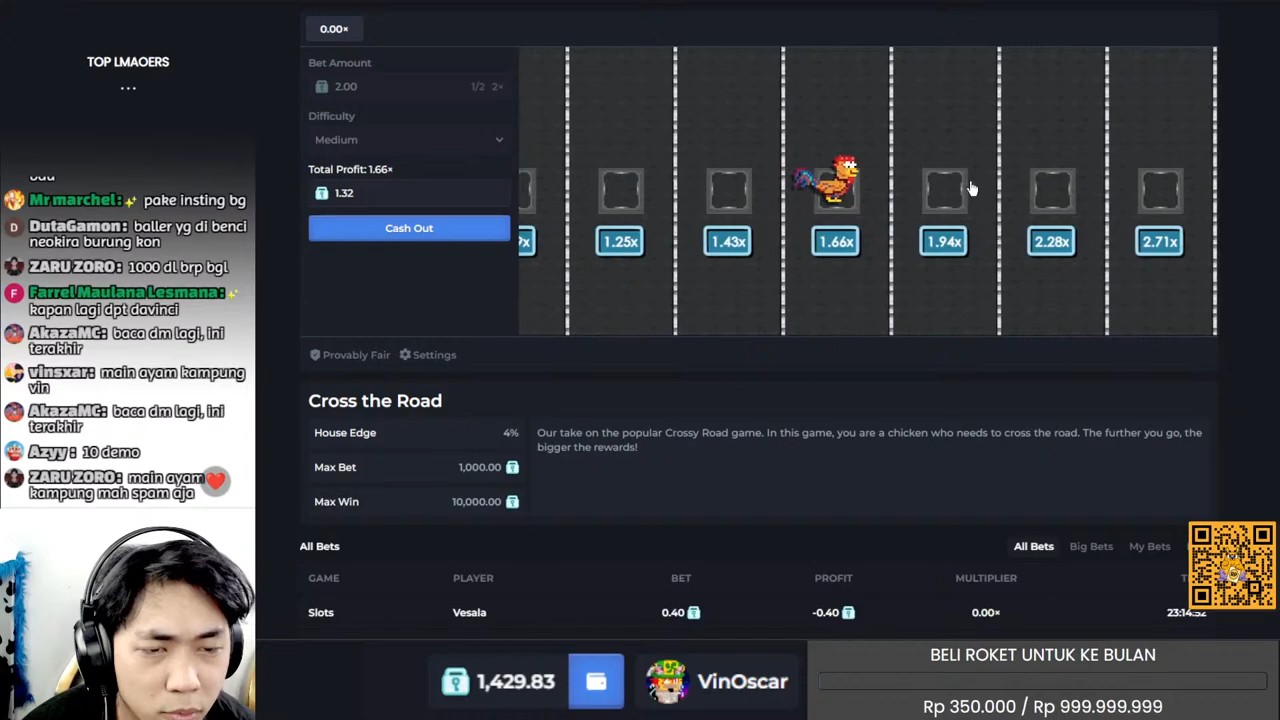 TOP LMAOERS
...
Mr marchel: pake insting bg
DutaGamon: baller yg di benci
neokira burung kon
ZARU ZORO: 1000 dl brp bgl
Farrel Maulana Lesmana:
kapan lagi dpt davinci
AkazaMC: baca dm lagi, ini
terakhir
vinsxar: main ayam kampung
vin
AkazaMC: baca dm lagi, ini
terakhir
Azyy: 10 demo
ZARU ZORO: main ayam
kampung mah spam aja
0.00×
Bet Amount
2.00 1/2 2×
Difficulty
Medium
Total Profit: 1.66×
1.32
Cash Out
1.25x 1.43x 1.66x 1.94x 2.28x 2.71x
Provably Fair Settings
Cross the Road
House Edge 4%
Max Bet 1,000.00
Max Win 10,000.00
Our take on the popular Crossy Road game. In this game, you are a chicken who needs to cross the road. The further you go, the
bigger the rewards!
All Bets
All Bets Big Bets My Bets
GAME PLAYER BET PROFIT MULTIPLIER
Slots Vesala 0.40 -0.40 0.00× 23:14:52
1,429.83
VinOscar
BELI ROKET UNTUK KE BULAN
Rp 350.000 / Rp 999.999.999